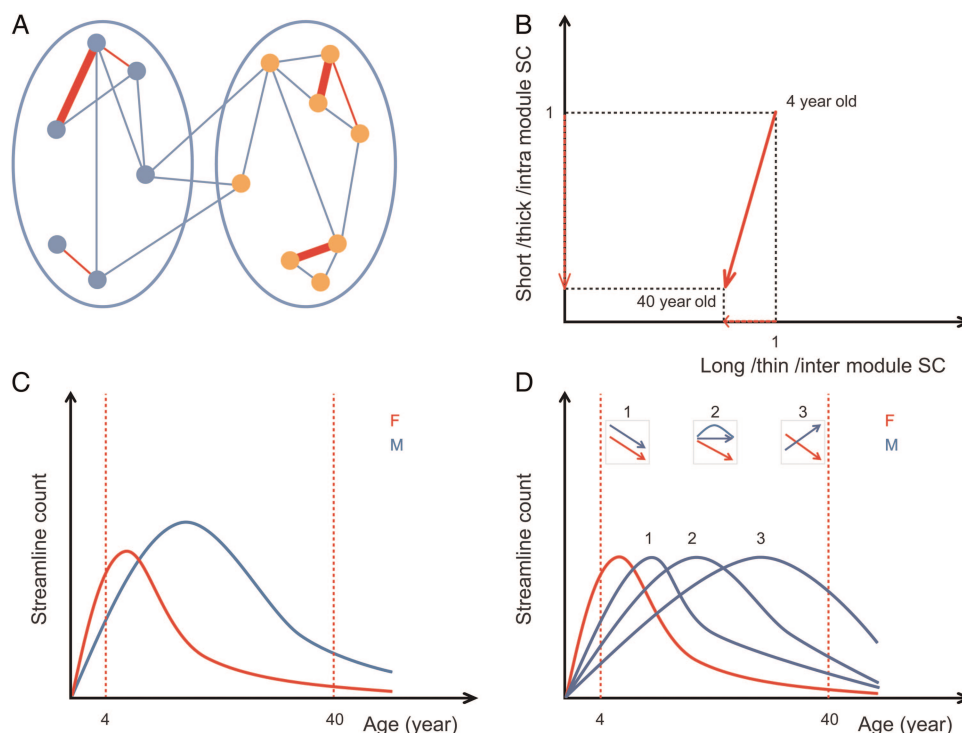 A
B
Short /thick /intra module SC
1
4 year old
40 year old
1
Long /thin /inter module SC
C
F
M
Streamline count
4
40
Age (year)
D
1
2
3
F
M
1
2
3
Streamline count
4
40
Age (year)